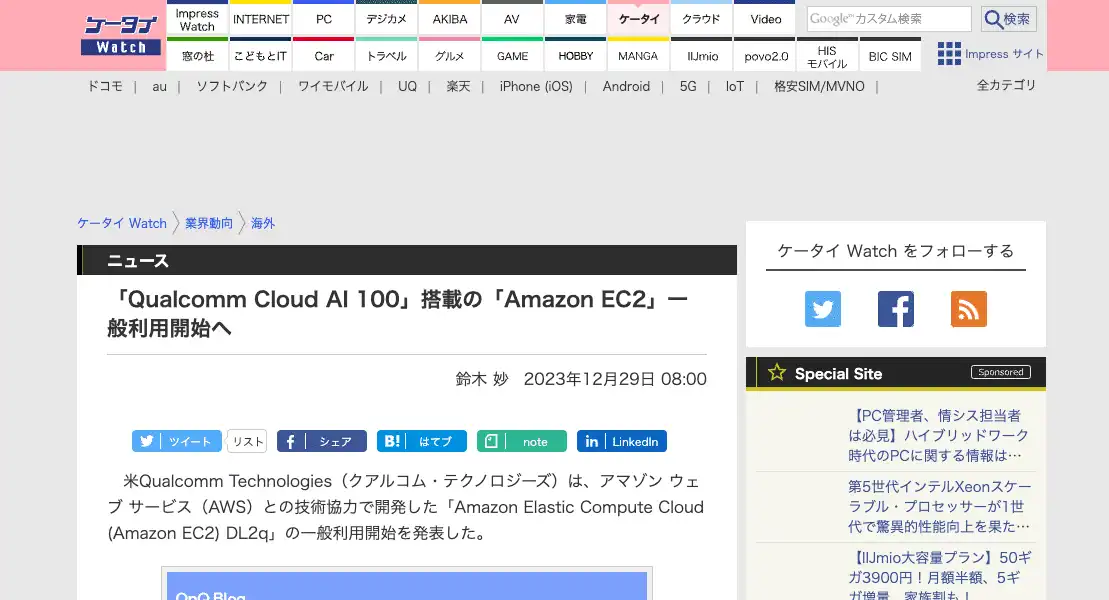 ケータイ Watch
Impress Watch
INTERNET
PC
デジカメ
AKIBA
AV
家電
ケータイ
クラウド
Video
Google™カスタム検索
検索
窓の杜
こどもとIT
Car
トラベル
グルメ
GAME
HOBBY
MANGA
IIJmio
povo2.0
HIS モバイル
BIC SIM
Impress サイト
ドコモ | au | ソフトバンク | ワイモバイル | UQ | 楽天 | iPhone (iOS) | Android | 5G | IoT | 格安SIM/MVNO | 全カテゴリ
ケータイ Watch 業界動向 海外
ニュース
「Qualcomm Cloud AI 100」搭載の「Amazon EC2」一
般利用開始へ
鈴木 妙 2023年12月29日 08:00
ツイート リスト シェア B! はてブ note in LinkedIn
米Qualcomm Technologies（クアルコム・テクノロジーズ）は、アマゾン ウェ
ブ サービス（AWS）との技術協力で開発した「Amazon Elastic Compute Cloud
(Amazon EC2) DL2q」の一般利用開始を発表した。
OnQ Blog
ケータイ Watch をフォローする
Special Site Sponsored
【PC管理者、情シス担当者
は必見】ハイブリッドワーク
時代のPCに関する情報は…
第5世代インテルXeonスケー
ラブル・プロセッサーが1世
代で驚異的性能向上を果た…
【IIJmio大容量プラン】50ギ
ガ3900円！月額半額、5ギ
ガ増量、家族割も！